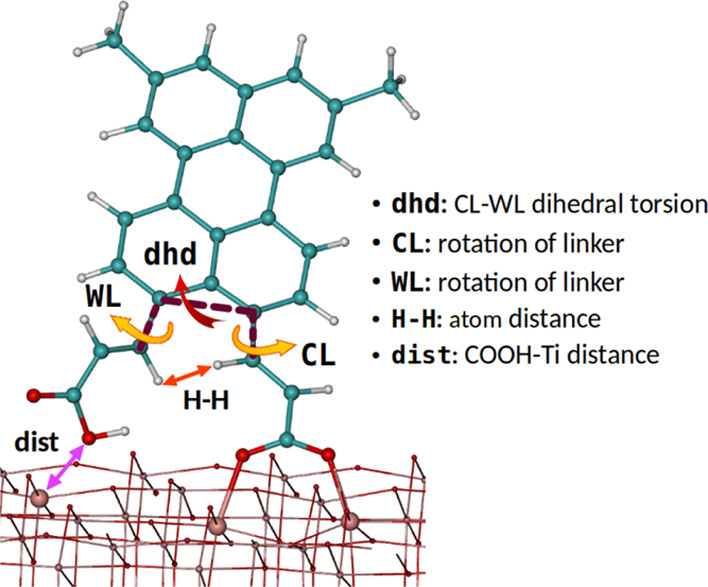 dhd
WL
CL
H-H
dist
• dhd: CL-WL dihedral torsion
• CL: rotation of linker
• WL: rotation of linker
• H-H: atom distance
• dist: COOH-Ti distance